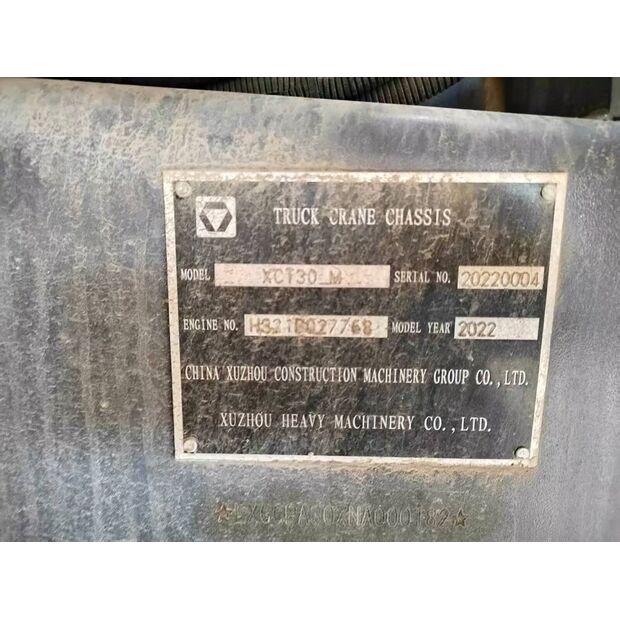 TRUCK CRANE CHASSIS
MODEL XCT30_M SERIAL NO. 20220004
ENGINE NO. MODEL YEAR 2022
CHINA XUZHOU CONSTRUCTION MACHINERY GROUP CO.,LTD.
XUZHOU HEAVY MACHINERY CO.,LTD.